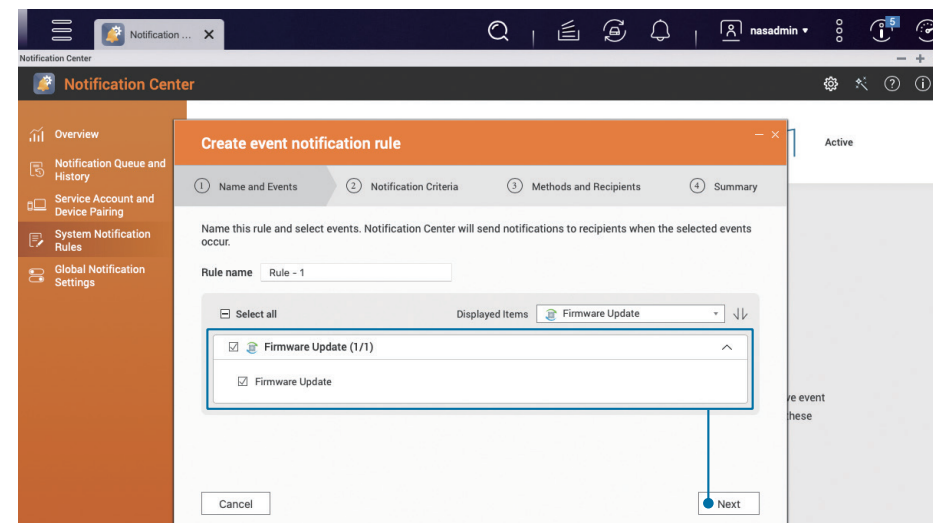 Notification ...
nasadmin
5
Notification Center
Notification Center
Overview
Notification Queue and
History
Service Account and
Device Pairing
System Notification
Rules
Global Notification
Settings
Active
Create event notification rule
1 Name and Events
2 Notification Criteria
3 Methods and Recipients
4 Summary
Name this rule and select events. Notification Center will send notifications to recipients when the selected events
occur.
Rule name Rule - 1
Select all
Displayed Items Firmware Update
Firmware Update (1/1)
Firmware Update
event
these
Cancel
Next